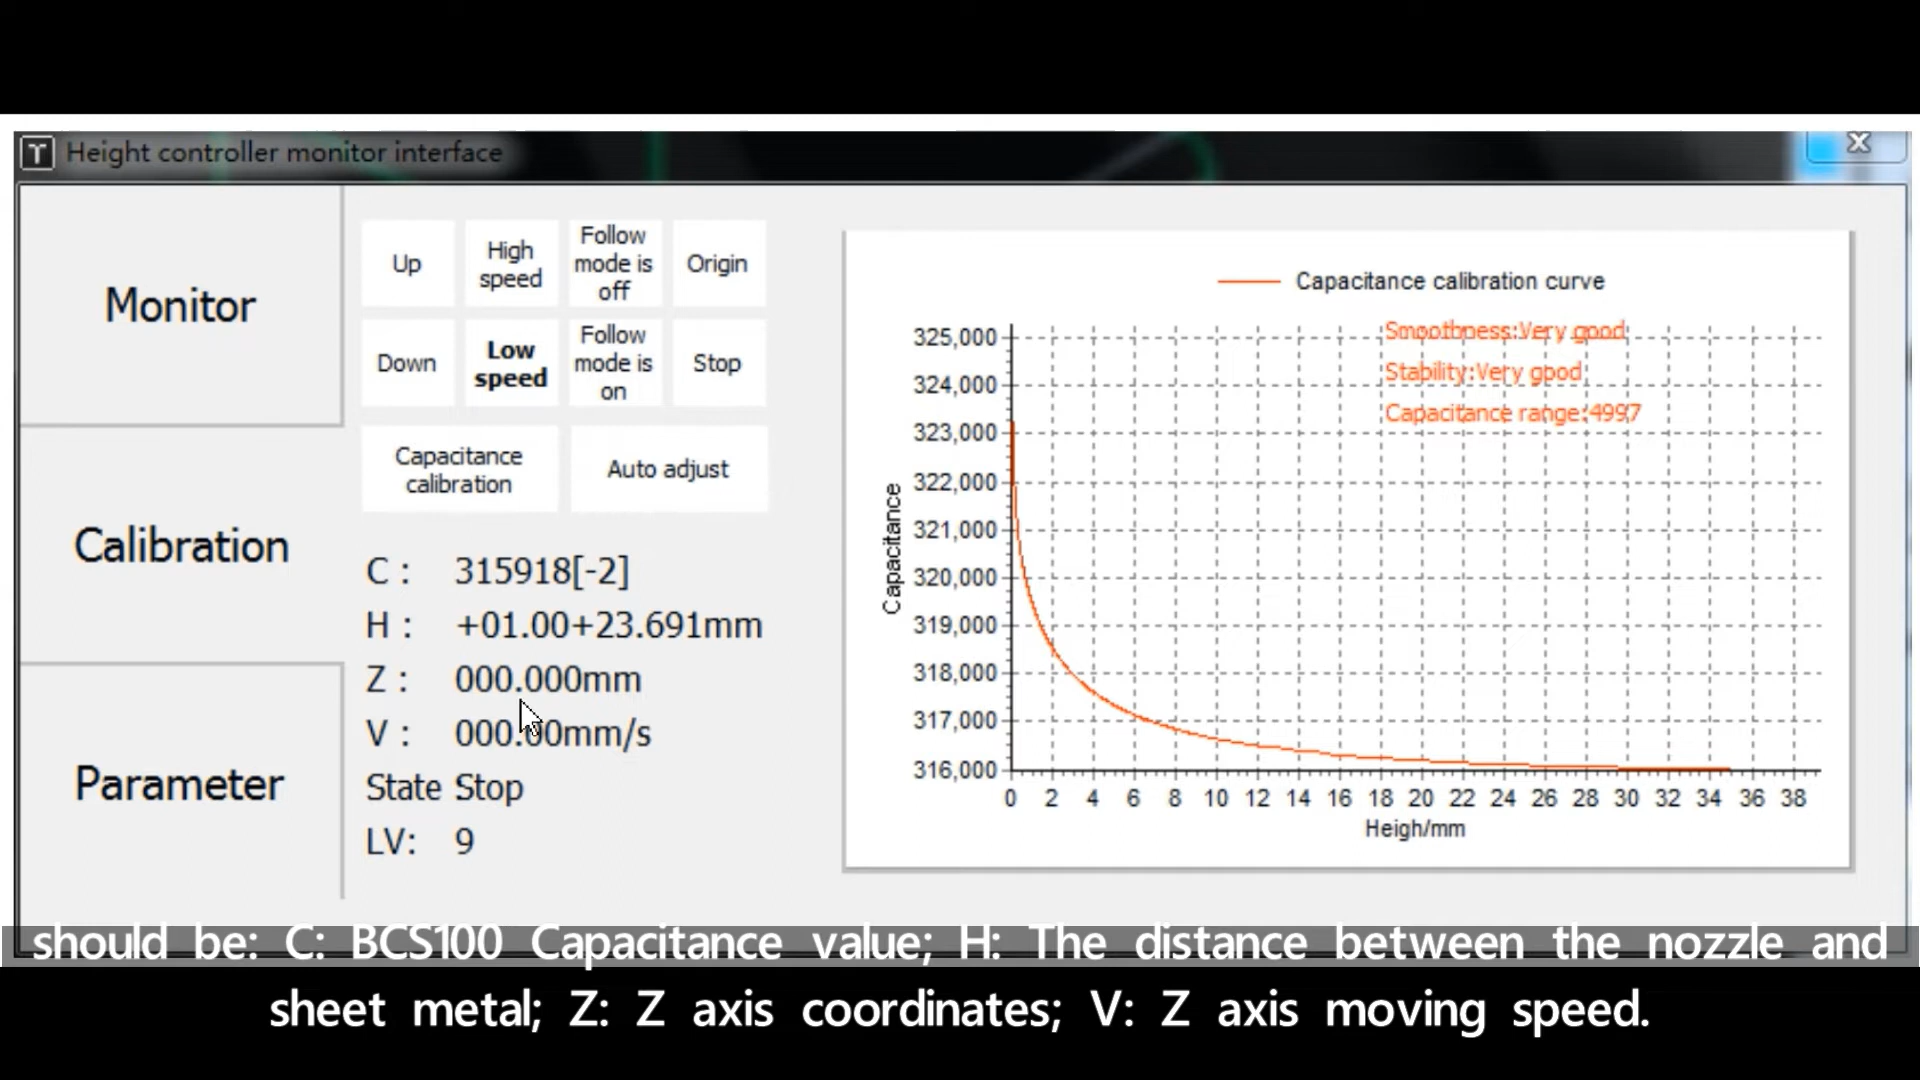 T Height controller monitor interface X
Monitor
Calibration
Parameter
Up
High
speed
Follow
mode is
off
Origin
Down
Low
speed
Follow
mode is
on
Stop
Capacitance
calibration
Auto adjust
C : 315918[-2]
H : +01.00+23.691mm
Z : 000.000mm
V : 000.00mm/s
State Stop
LV: 9
Capacitance calibration curve
Smoothness:Very good
Stability:Very good
Capacitance range:4997
Capacitance
325,000
324,000
323,000
322,000
321,000
320,000
319,000
318,000
317,000
316,000
0 2 4 6 8 10 12 14 16 18 20 22 24 26 28 30 32 34 36 38
Heigh/mm
should be: C: BCS100 Capacitance value; H: The distance between the nozzle and
sheet metal; Z: Z axis coordinates; V: Z axis moving speed.